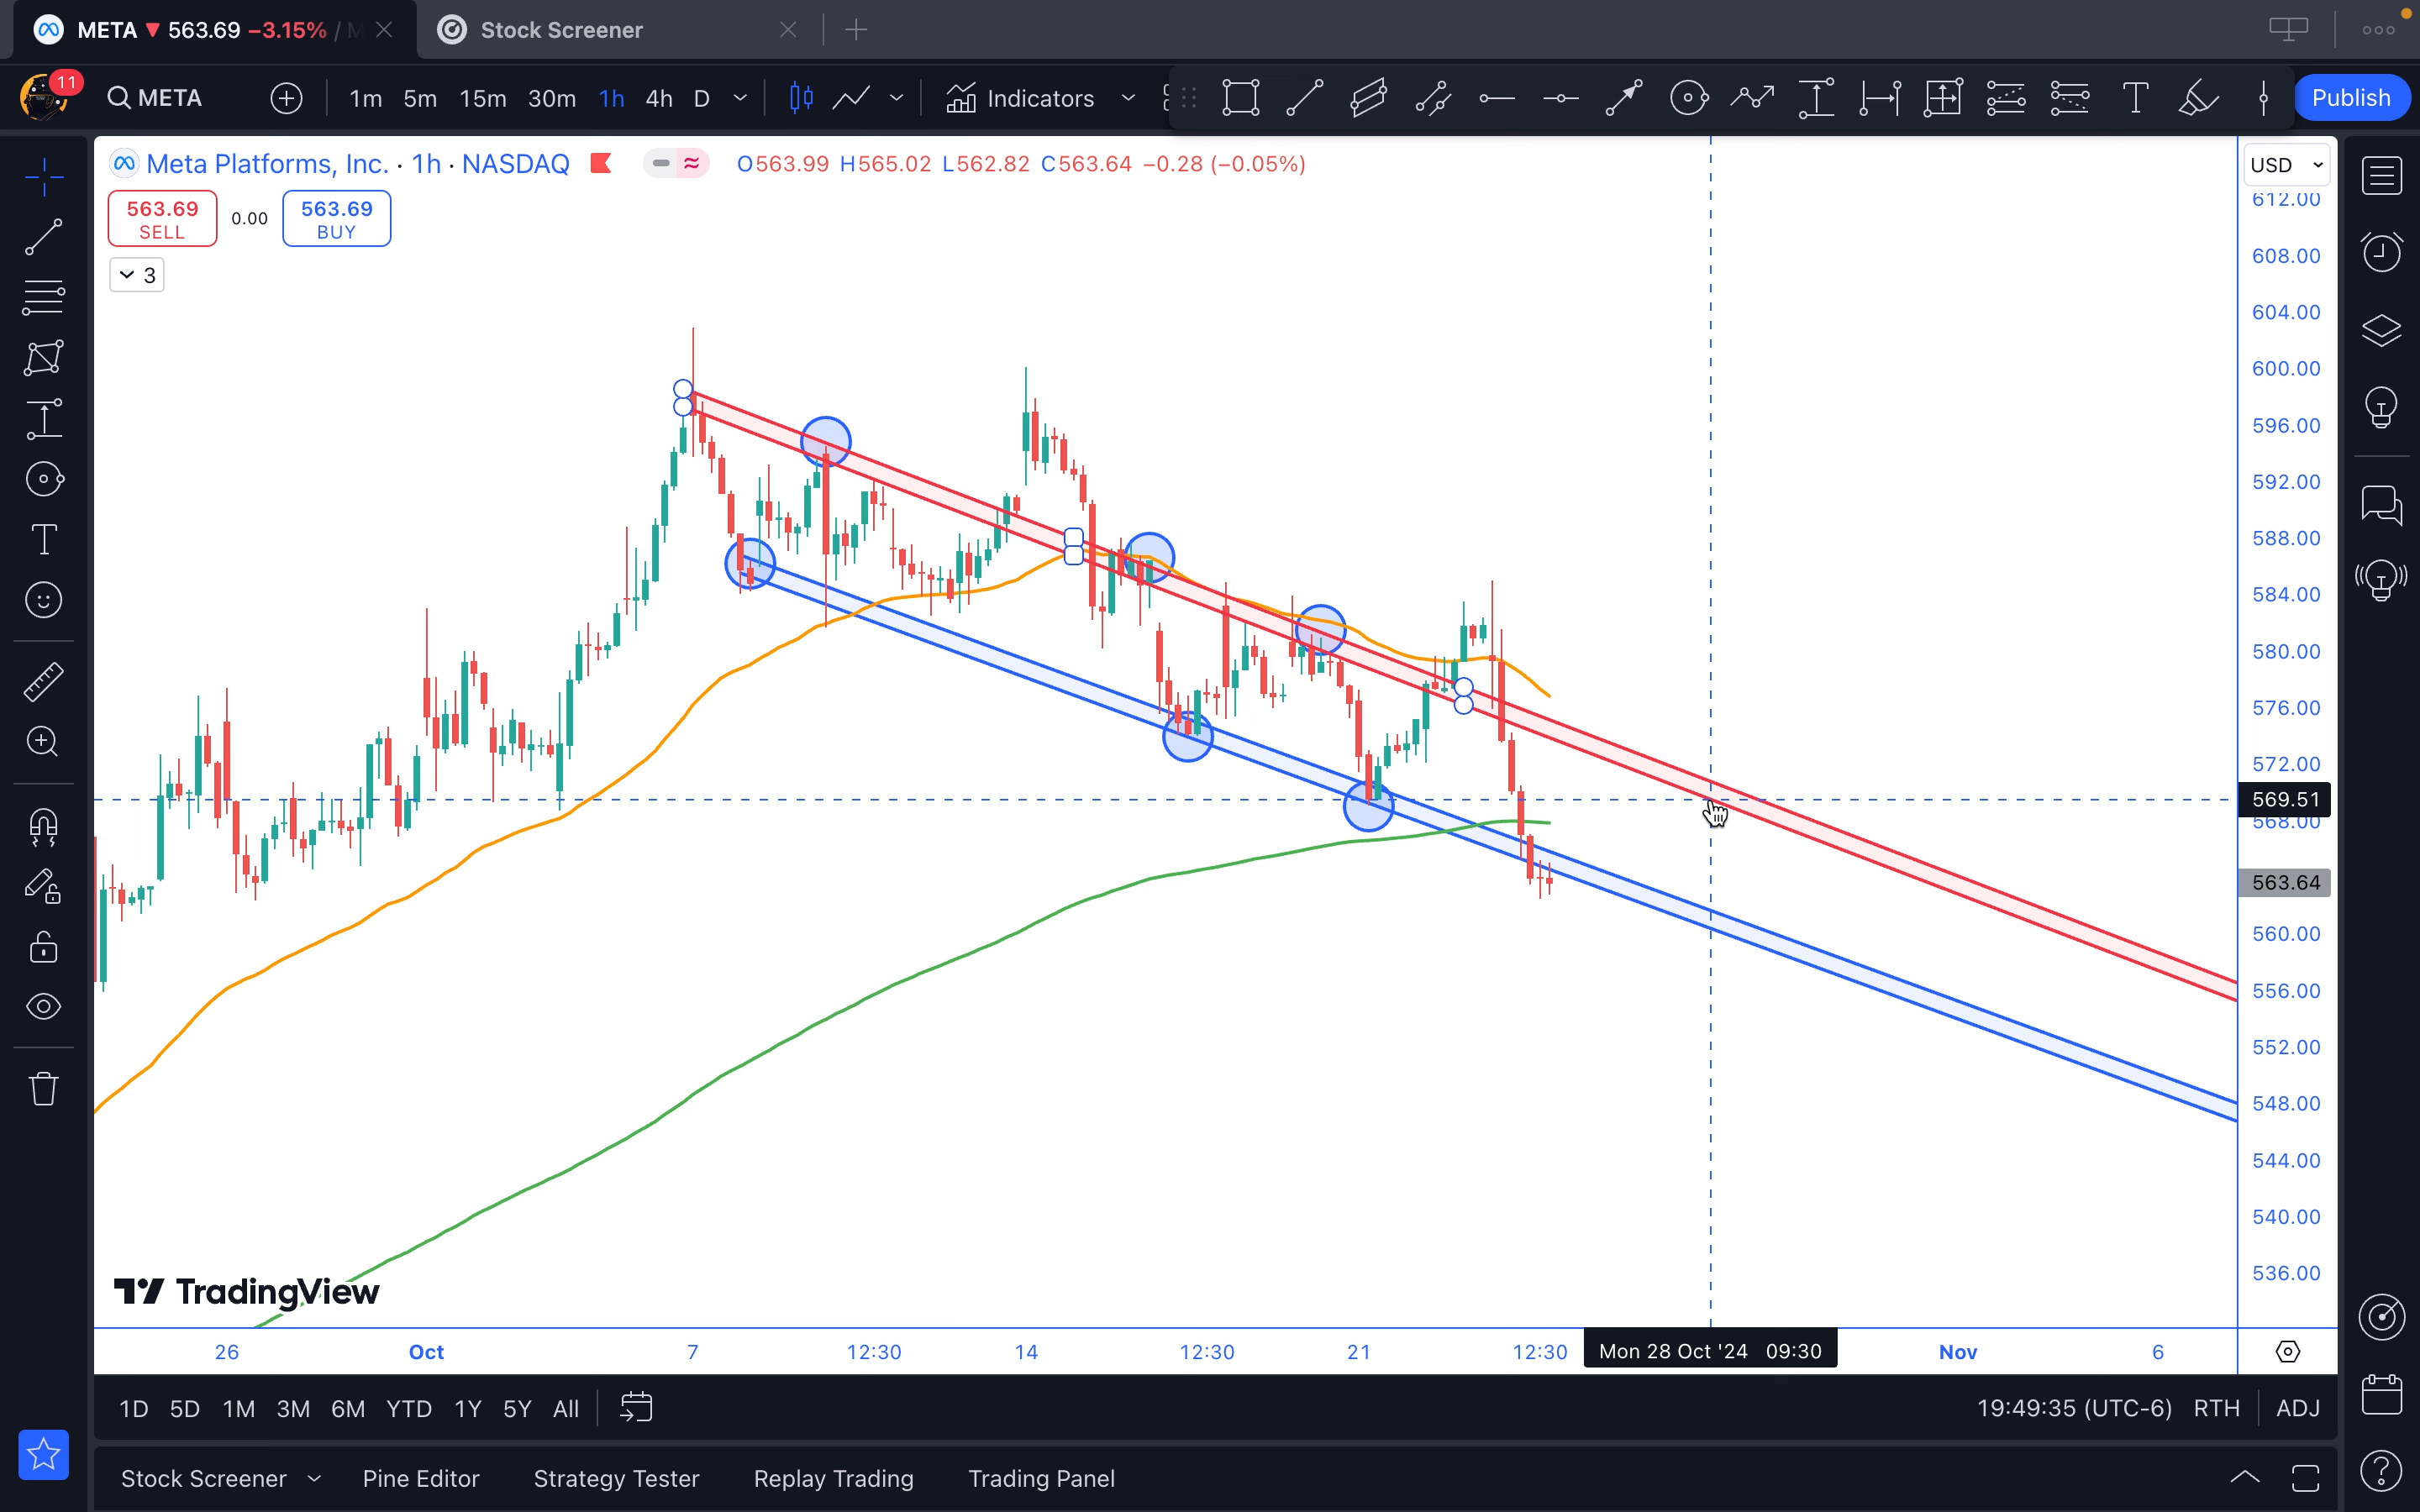 META 563.69 −3.15% /
Stock Screener
11
META
1m 5m 15m 30m 1h 4h D
Indicators
Publish
Meta Platforms, Inc. · 1h · NASDAQ
O563.99 H565.02 L562.82 C563.64 −0.28 (−0.05%)
USD
563.69
SELL
0.00
563.69
BUY
3
612.00
608.00
604.00
600.00
596.00
592.00
588.00
584.00
580.00
576.00
572.00
569.51
568.00
563.64
560.00
556.00
552.00
548.00
544.00
540.00
536.00
TradingView
26 Oct 7 12:30 14 12:30 21 12:30 Mon 28 Oct '24 09:30 Nov 6
1D 5D 1M 3M 6M YTD 1Y 5Y All
19:49:35 (UTC-6) RTH ADJ
Stock Screener Pine Editor Strategy Tester Replay Trading Trading Panel